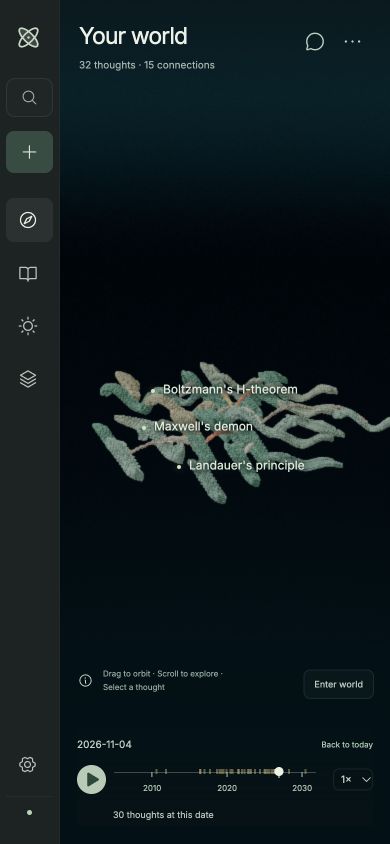 Your world
32 thoughts · 15 connections
Boltzmann's H-theorem
Maxwell's demon
Landauer's principle
Drag to orbit · Scroll to explore ·
Select a thought
Enter world
2026-11-04
Back to today
1×
2010
2020
2030
30 thoughts at this date